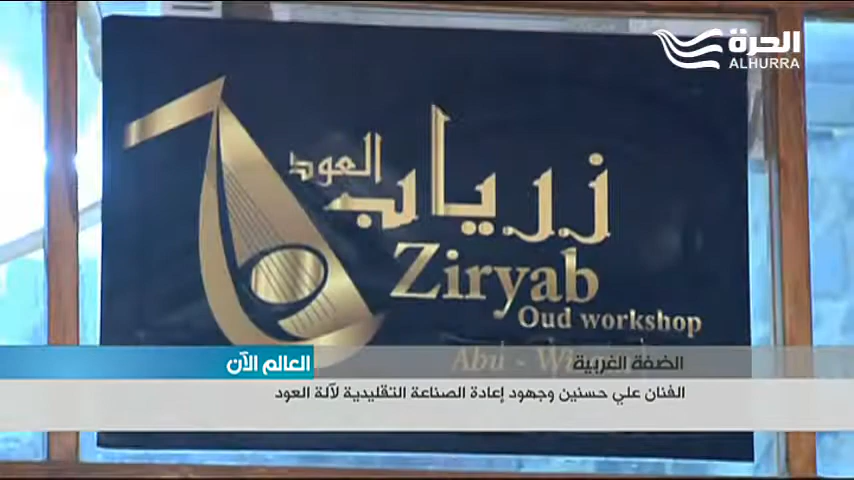 الحرة
ALHURRA
العود
زرياب
Ziryab
Oud workshop
Abu -
الضفة الغربية
العالم الآن
الفنان علي حسنين وجهود إعادة الصناعة التقليدية لآلة العود